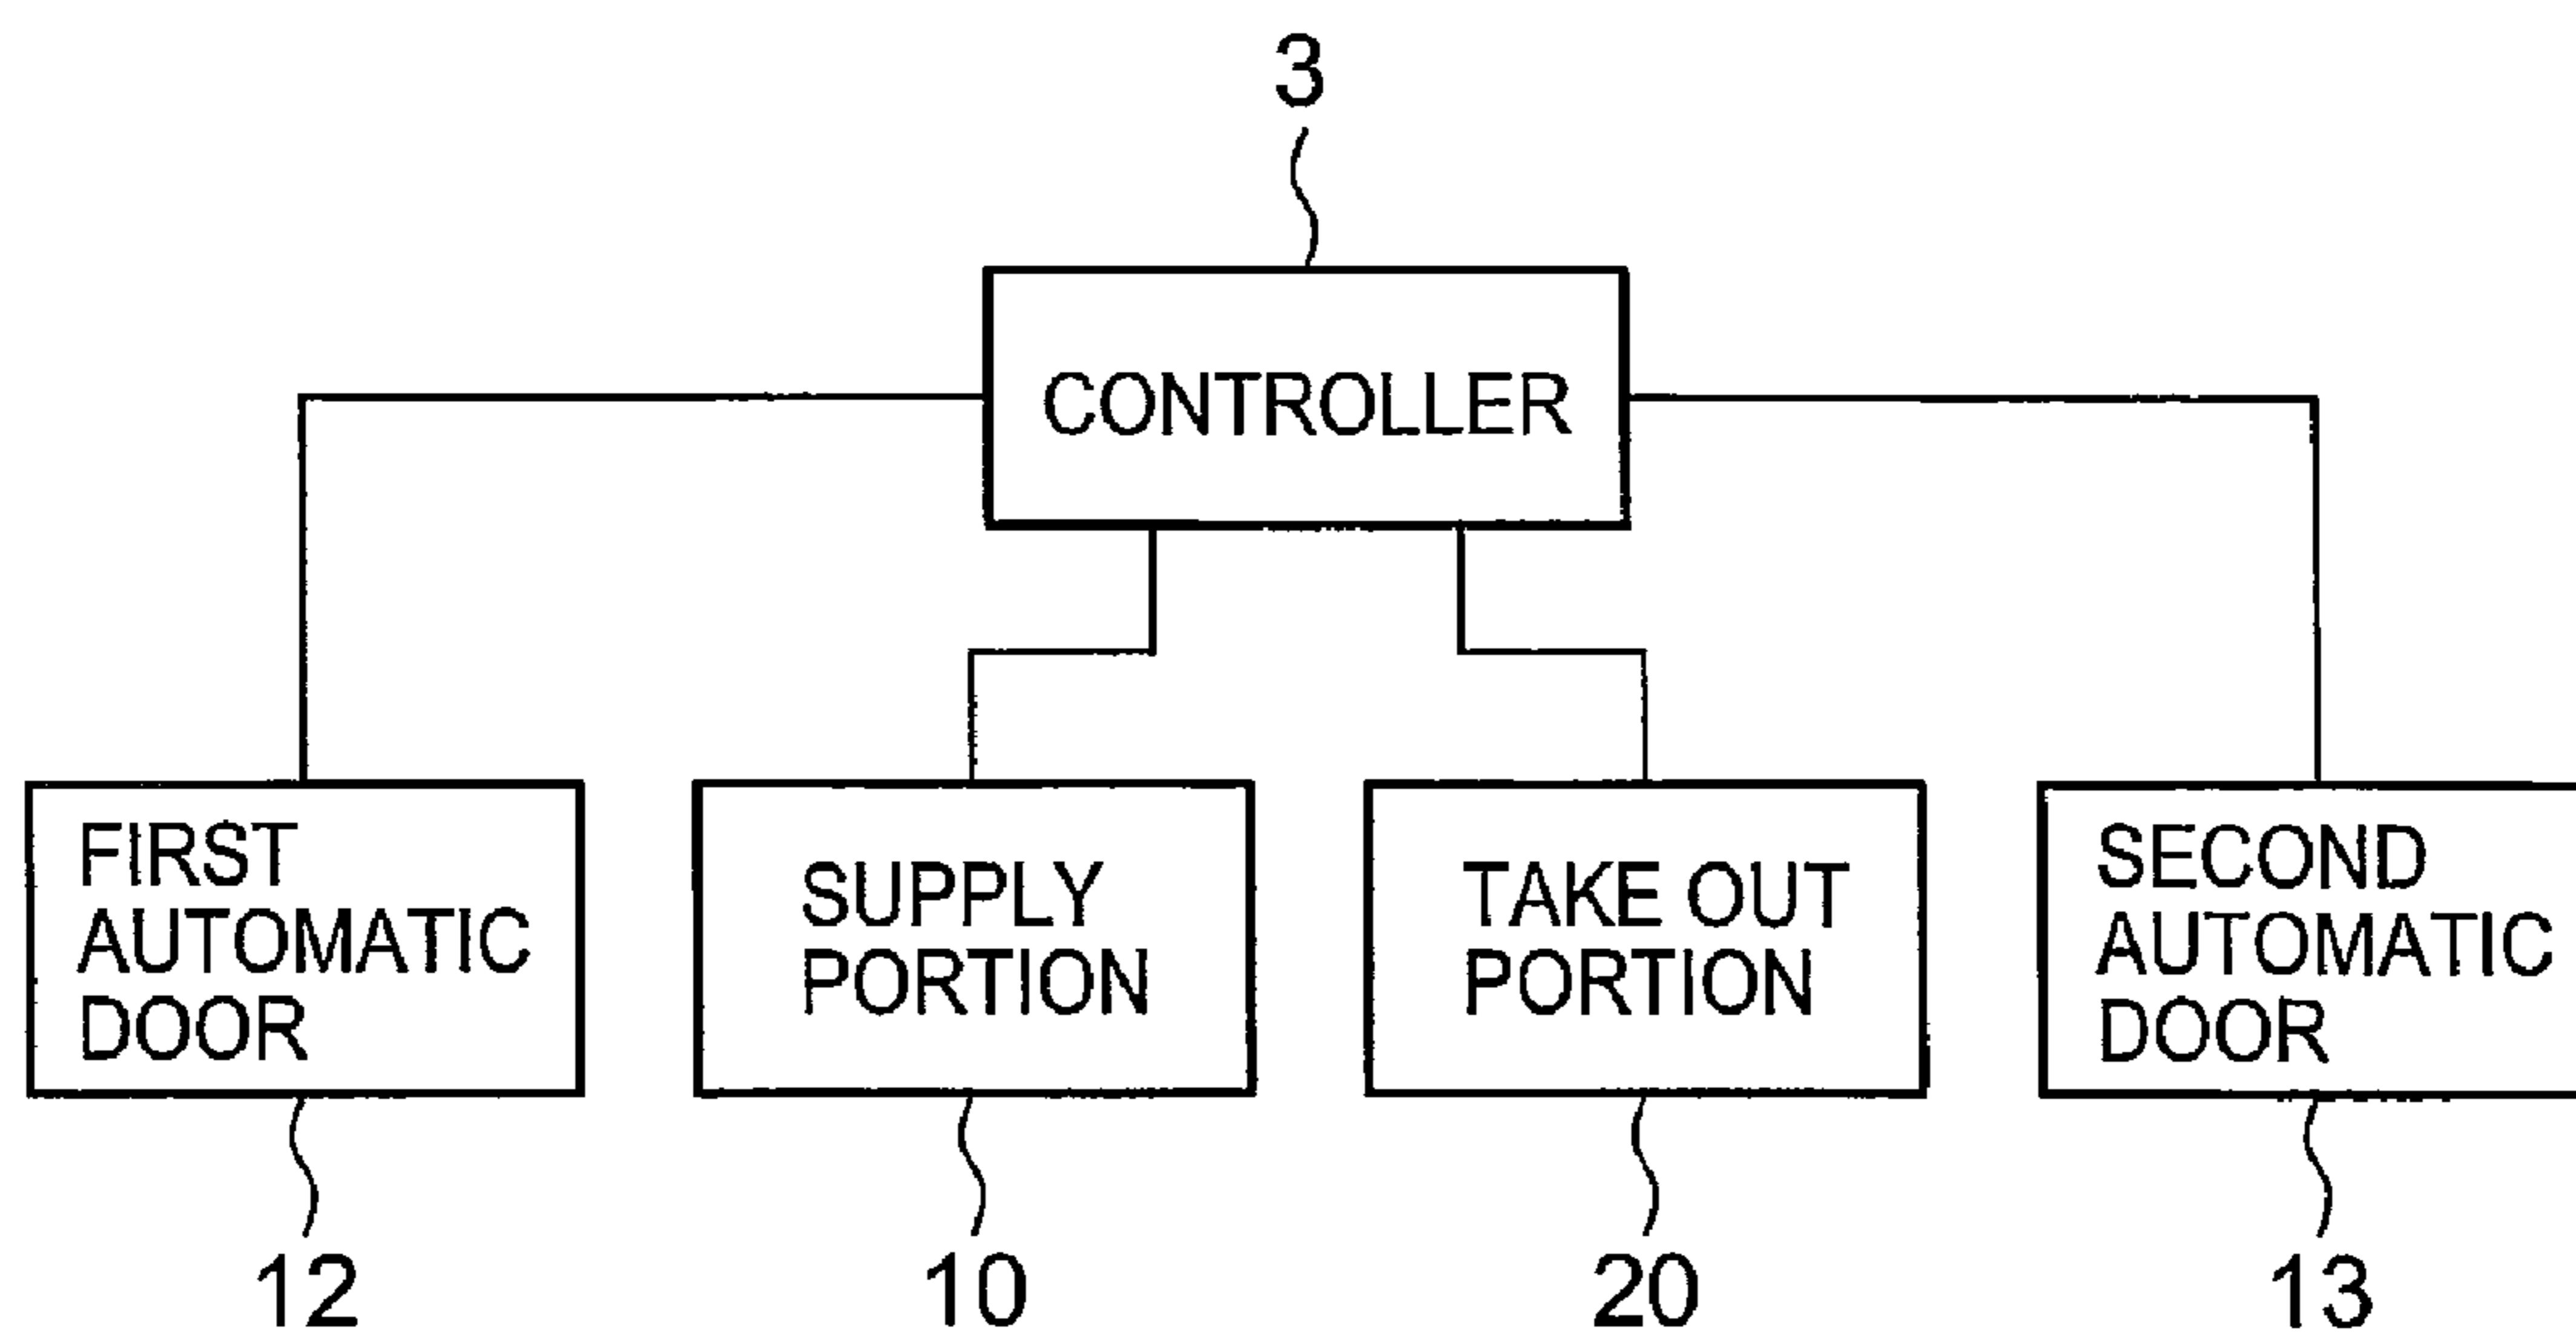 3
CONTROLLER
FIRST
AUTOMATIC
DOOR
SUPPLY
PORTION
TAKE OUT
PORTION
SECOND
AUTOMATIC
DOOR
12
10
20
13